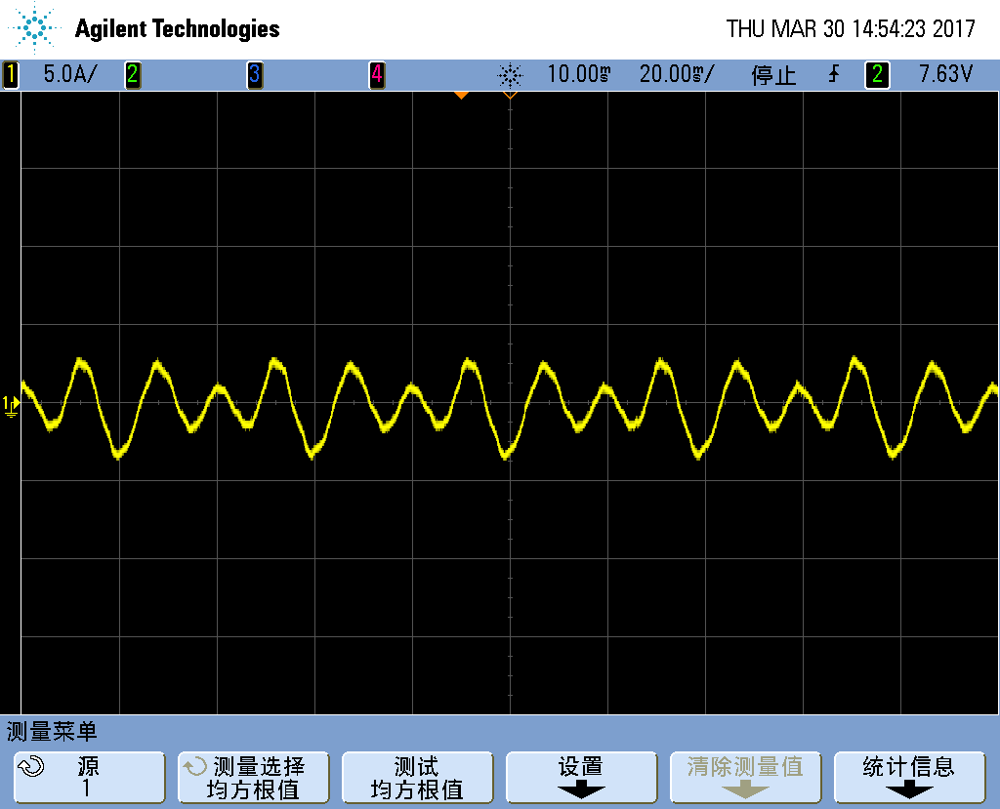 Agilent Technologies THU MAR 30 14:54:23 2017
1 5.0A/ 2 3 4 10.00ms 20.00ms/ 停止 2 7.63V
1
测量菜单
源 测量选择 测试 设置 清除测量值 统计信息
1 均方根值 均方根值